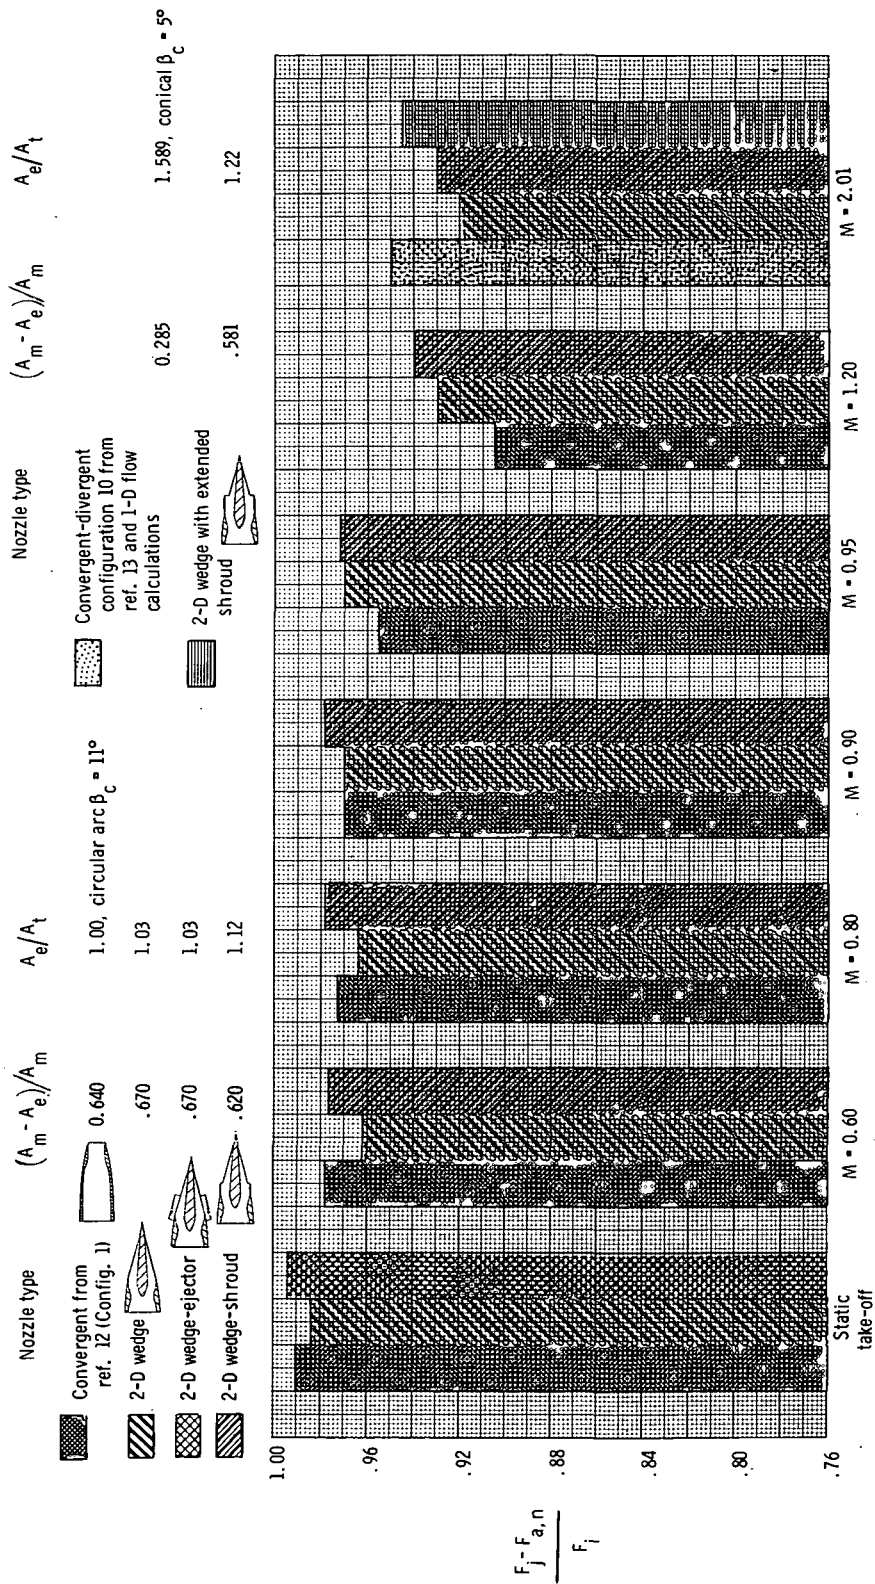 Nozzle type (A_m - A_e)/A_m A_e/A_t
Convergent from
ref. 12 (Config. 1) 0.640 1.00, circular arc β_c = 11°
2-D wedge .670 1.03
2-D wedge-ejector .670 1.03
2-D wedge-shroud .620 1.12
Nozzle type (A_m - A_e)/A_m A_e/A_t
Convergent-divergent
configuration 10 from
ref. 13 and 1-D flow
calculations 0.285 1.589, conical β_c = 5°
2-D wedge with extended
shroud .581 1.22
F_j - F_a,n
F_i
1.00
.96
.92
.88
.84
.80
.76
Static
take-off
M = 0.60
M = 0.80
M = 0.90
M = 0.95
M = 1.20
M = 2.01